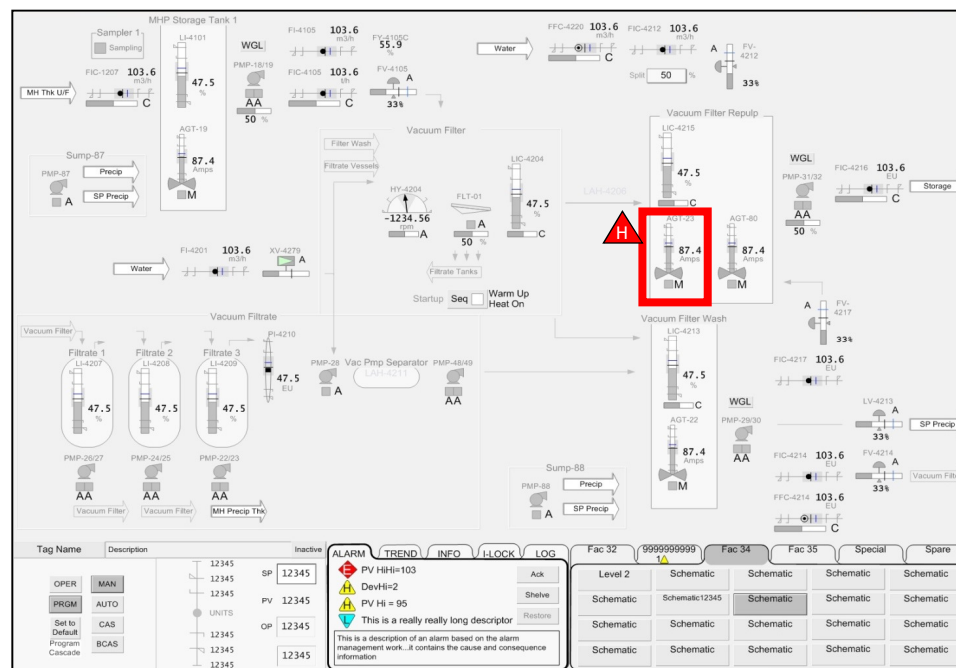 MHP Storage Tank 1
Sampler 1
Sampling
LI-4101
47.5
%
AGT-19
87.4
Amps
M
FIC-1207 103.6
m3/h
C
MH Thk U/F
WGL
PMP-18/19
AA
50 %
FI-4105 103.6
m3/h
FIC-4105 103.6
t/h
C
FY-4105C
55.9
%
FV-4105
A
33%
Water
FFC-4220 103.6
m3/h
C
FIC-4212 103.6
m3/h
Split 50 %
A
FV-
4212
33%
Sump-87
PMP-87
A
Precip
SP Precip
Vacuum Filter
Filter Wash
Filtrate Vessels
HY-4204
-1234.56
rpm
A
FLT-01
A
50 %
LIC-4204
47.5
%
C
Filtrate Tanks
Startup Seq Warm Up
Heat On
LAH-4206
Vacuum Filter Repulp
LIC-4215
47.5
%
C
H
AGT-23
87.4
Amps
M
AGT-80
87.4
Amps
M
WGL
PMP-31/32
AA
50 %
FIC-4216 103.6
EU
C
Storage
Water
FI-4201 103.6
m3/h
XV-4279
A
Vacuum Filtrate
Vacuum Filter
Filtrate 1
LI-4207
47.5
%
Filtrate 2
LI-4208
47.5
%
Filtrate 3
LI-4209
47.5
%
PI-4210
47.5
EU
PMP-28
A
Vac Pmp Separator
LAH-4211
PMP-48/49
AA
PMP-26/27
AA
PMP-24/25
AA
PMP-22/23
AA
Vacuum Filter
Vacuum Filter
MH Precip Thk
Vacuum Filter Wash
LIC-4213
47.5
%
C
AGT-22
87.4
Amps
M
WGL
PMP-29/30
AA
A
FV-
4217
33%
FIC-4217 103.6
EU
LV-4213
A
33%
SP Precip
FIC-4214 103.6
EU
FV-4214
A
33%
Vacuum Filter
FFC-4214 103.6
EU
C
Sump-88
PMP-88
A
Precip
SP Precip
Tag Name Description Inactive
OPER MAN
PRGM AUTO
Set to
Default
CAS
Program
Cascade
BCAS
12345
12345
12345
UNITS
12345
12345
12345
SP 12345
PV 12345
OP 12345
12345
ALARM TREND INFO I-LOCK LOG
E PV HiHi=103
H DevHi=2
H PV Hi = 95
L This is a really really long descriptor
Ack
Shelve
Restore
This is a description of an alarm based on the alarm
management work...it contains the cause and consequence
information
Fac 32 9999999999 Fac 34 Fac 35 Special Spare
1
Level 2 Schematic Schematic Schematic Schematic
Schematic Schematic12345 Schematic Schematic Schematic
Schematic Schematic Schematic Schematic Schematic
Schematic Schematic Schematic Schematic Schematic